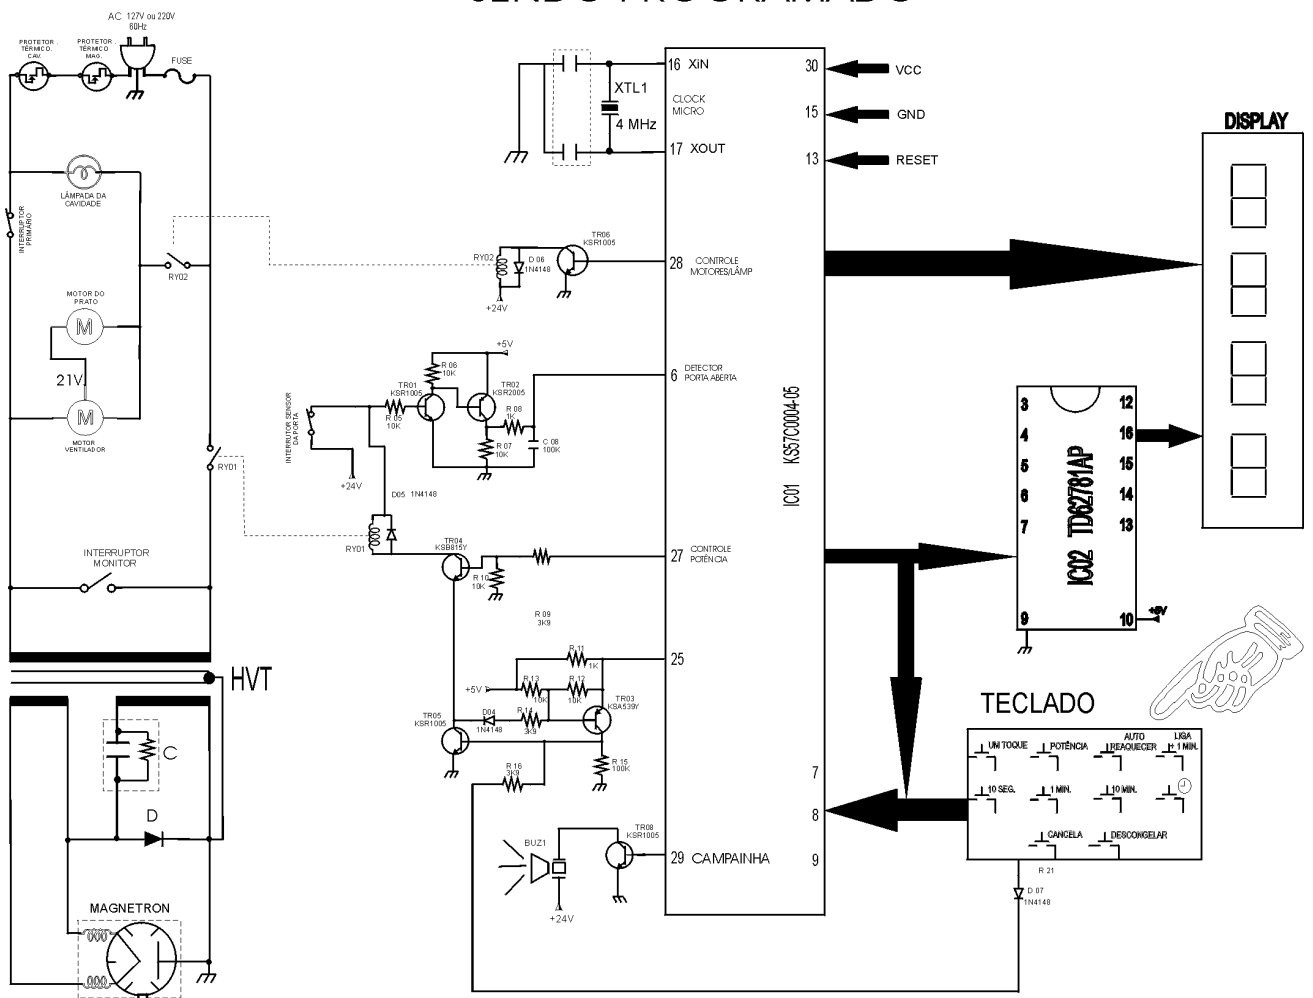 SENDO PROGRAMADO
AC 127V ou 220V
60Hz
PROTETOR .
TÉRMICO.
CAV.
PROTETOR .
TÉRMICO
MAG.
FUSE
LÂMPADA DA
CAVIDADE
INTERRUPTOR
PRIMÁRIO
RY02
MOTOR DO
PRATO
M
21V
M
MOTOR
VENTILADOR
RY01
INTERRUPTOR
MONITOR
HVT
C
D
MAGNETRON
XTL1
4 MHz
16 XiN
CLOCK
MICRO
17 XOUT
30
VCC
15
GND
13
RESET
TR06
KSR1005
RY02
D 06
1N4148
+24V
28 CONTROLE
MOTORES/LÂMP
+5V
R 06
10K
TR01
KSR1005
TR02
KSR2005
R 05
10K
R 08
1K
R 07
10K
C 08
100K
6 DETECTOR
PORTA ABERTA
INTERRUTOR SENSOR
DA PORTA
+24V
D05 1N4148
RY01
TR04
KSB815Y
R 10
10K
27 CONTROLE
POTÊNCIA
R 09
3K9
R 11
1K
25
+5V
R 13
10K
R 12
10K
TR03
KSA539Y
D04
1N4148
R 14
3K9
TR05
KSR1005
R 15
100K
R 16
3K9
BUZ1
+24V
TR08
KSR1005
29 CAMPAINHA
IC01 KS57C0004-05
7
8
9
DISPLAY
3
4
5
6
7
9
12
16
15
14
13
10
+5V
IC02 TD62781AP
TECLADO
UM TOQUE
POTÊNCIA
AUTO
REAQUECER
LIGA
+ 1 MIN.
10 SEG.
1 MIN.
10 MIN.
CANCELA
DESCONGELAR
R 21
D 07
1N4148